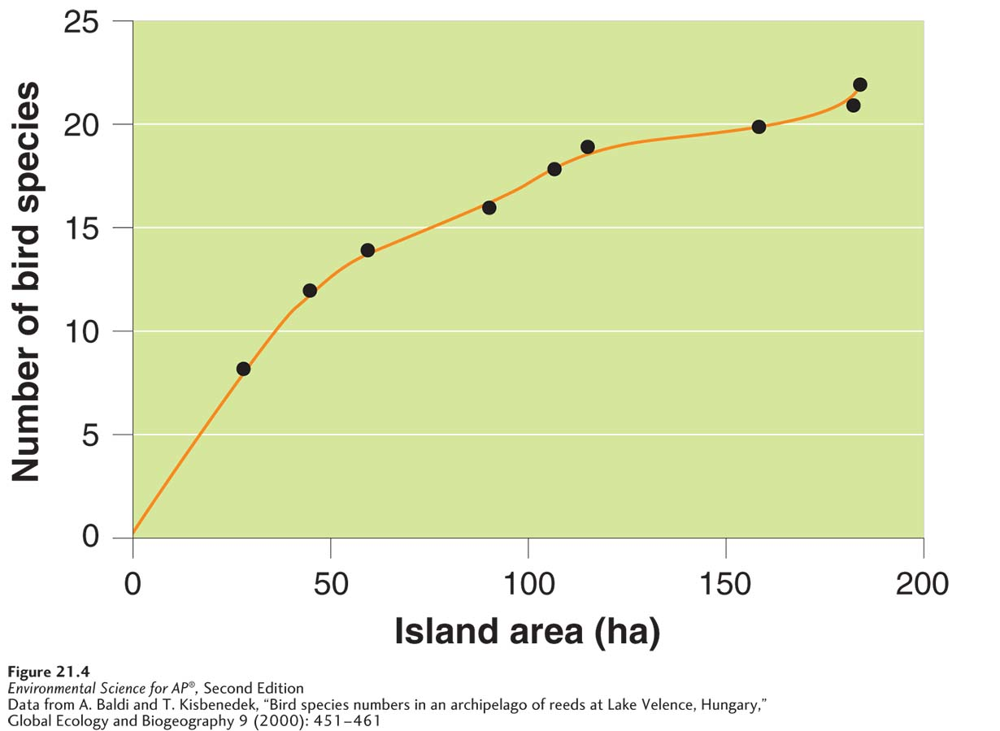 25
20
15
10
5
0
Number of bird species
0 50 100 150 200
Island area (ha)
Figure 21.4
Environmental Science for AP®, Second Edition
Data from A. Baldi and T. Kisbenedek, “Bird species numbers in an archipelago of reeds at Lake Velence, Hungary,”
Global Ecology and Biogeography 9 (2000): 451–461